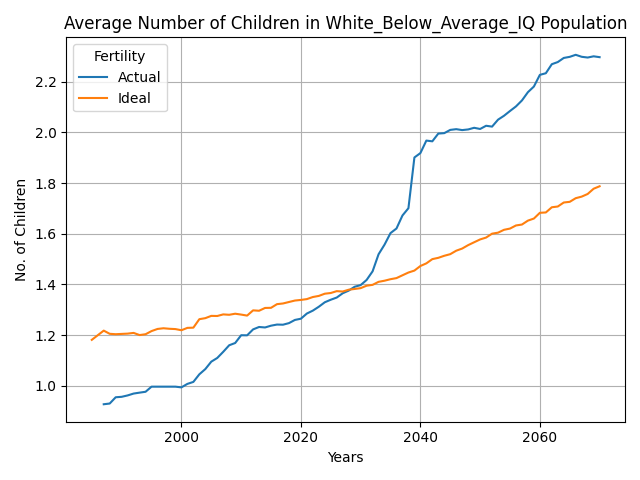 Average Number of Children in White_Below_Average_IQ Population
Fertility
Actual
Ideal
2.2
2.0
1.8
1.6
1.4
1.2
1.0
No. of Children
2000
2020
2040
2060
Years